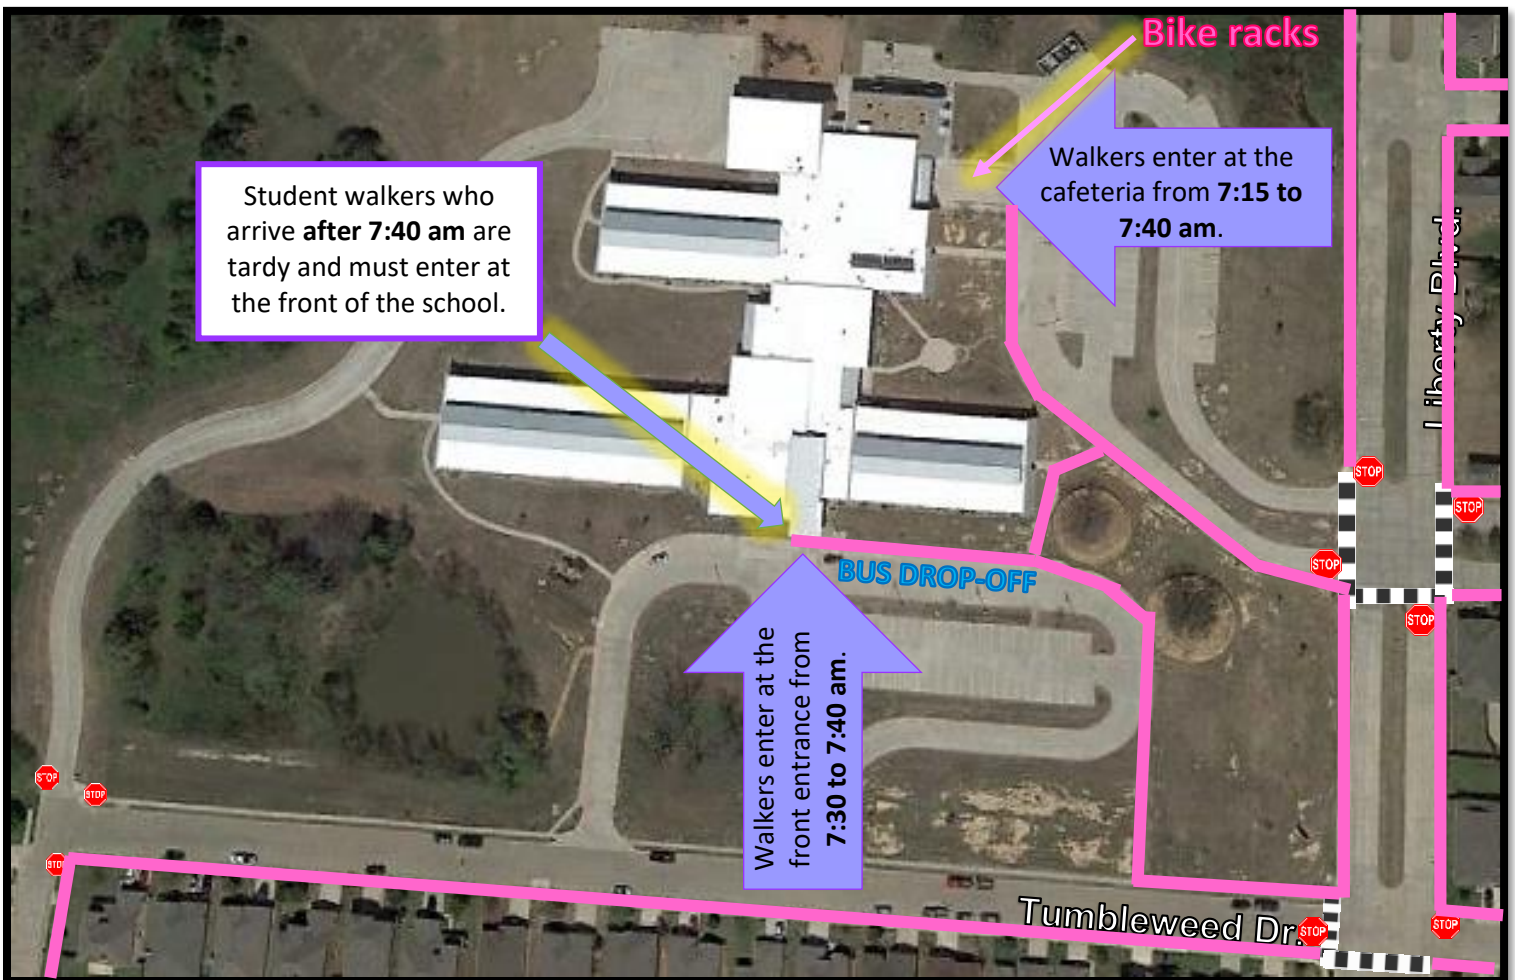 Bike racks
Walkers enter at the
cafeteria from 7:15 to
7:40 am.
Student walkers who
arrive after 7:40 am are
tardy and must enter at
the front of the school.
Liberty Blvd.
STOP
STOP
STOP
STOP
BUS DROP-OFF
Walkers enter at the
front entrance from
7:30 to 7:40 am.
STOP
STOP
STOP
Tumbleweed Dr.
STOP
STOP